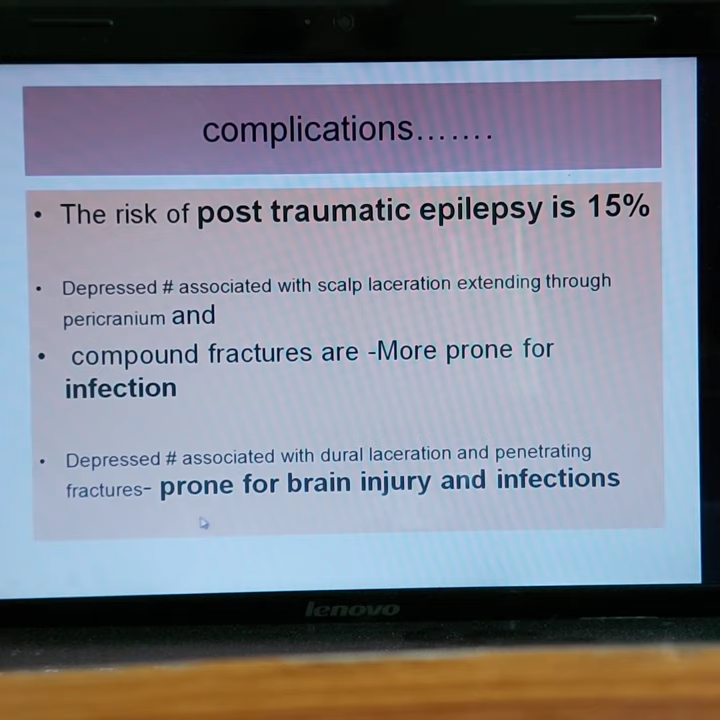 complications.......
• The risk of post traumatic epilepsy is 15%
• Depressed # associated with scalp laceration extending through
pericranium and
• compound fractures are -More prone for
infection
• Depressed # associated with dural laceration and penetrating
fractures- prone for brain injury and infections
lenovo